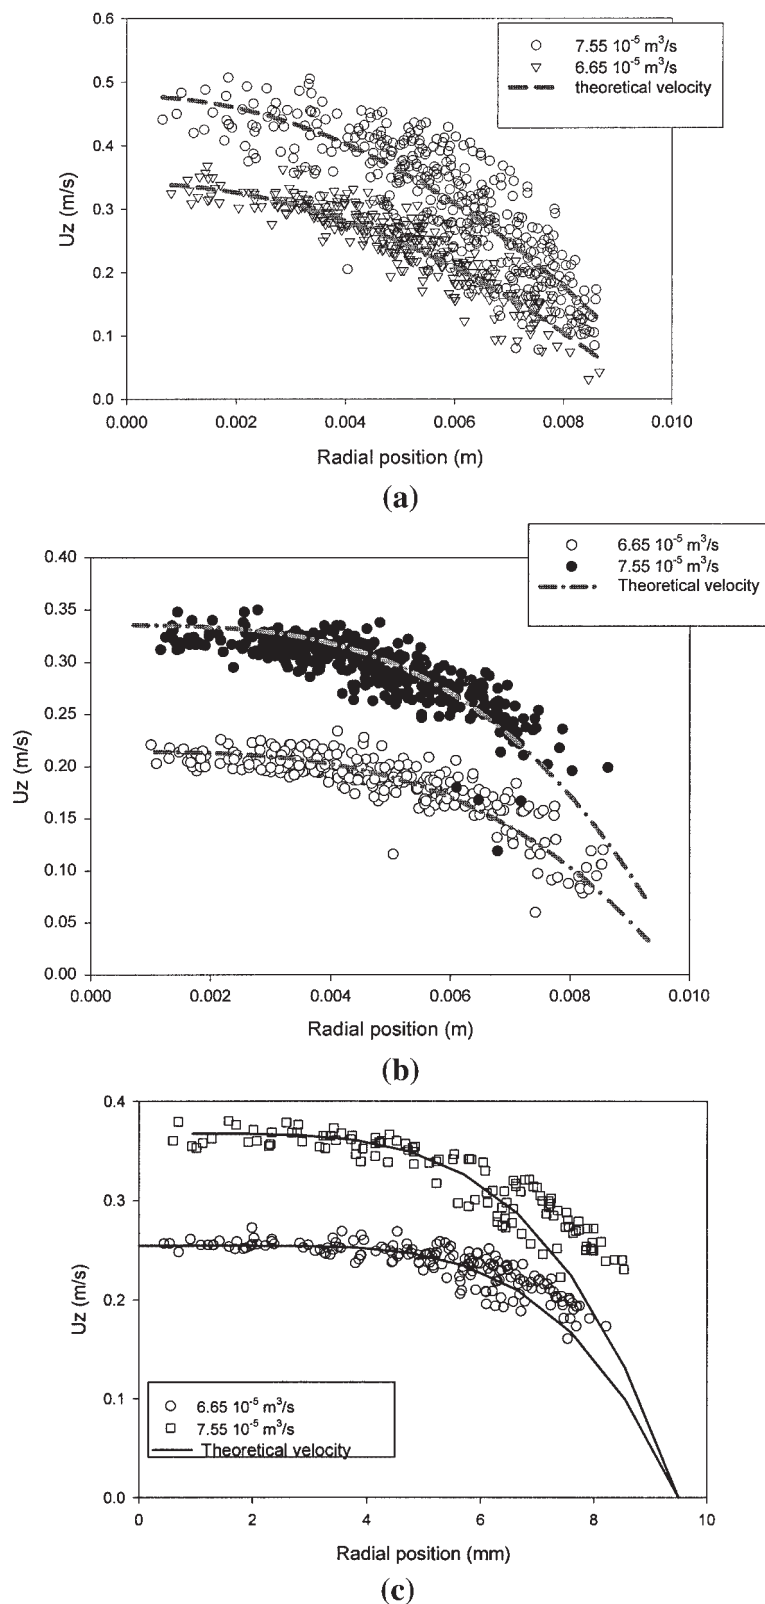 0.6
7.55 10⁻⁵ m³/s
6.65 10⁻⁵ m³/s
theoretical velocity
0.5
0.4
0.3
0.2
0.1
0.0
Uz (m/s)
0.000 0.002 0.004 0.006 0.008 0.010
Radial position (m)
(a)
6.65 10⁻⁵ m³/s
7.55 10⁻⁵ m³/s
Theoretical velocity
0.40
0.35
0.30
0.25
0.20
0.15
0.10
0.05
0.00
Uz (m/s)
0.000 0.002 0.004 0.006 0.008 0.010
Radial position (m)
(b)
0.4
0.3
0.2
0.1
0.0
Uz (m/s)
6.65 10⁻⁵ m³/s
7.55 10⁻⁵ m³/s
Theoretical velocity
0 2 4 6 8 10
Radial position (mm)
(c)